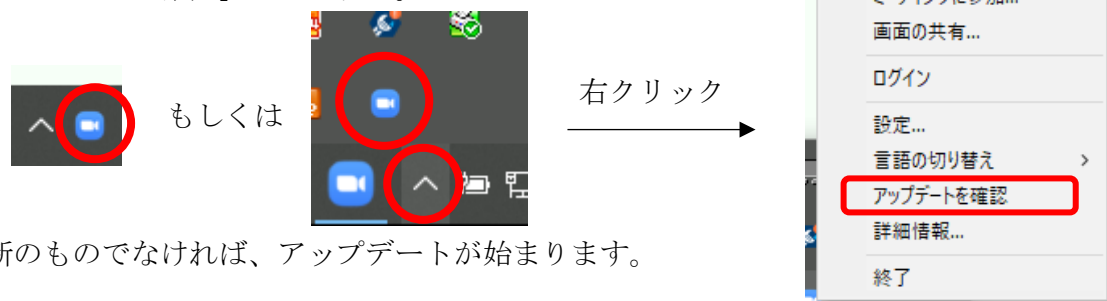 画面の共有...
ログイン
もしくは
右クリック
設定...
言語の切り替え
アップデートを確認
詳細情報...
のものでなければ、アップデートが始まります。
終了